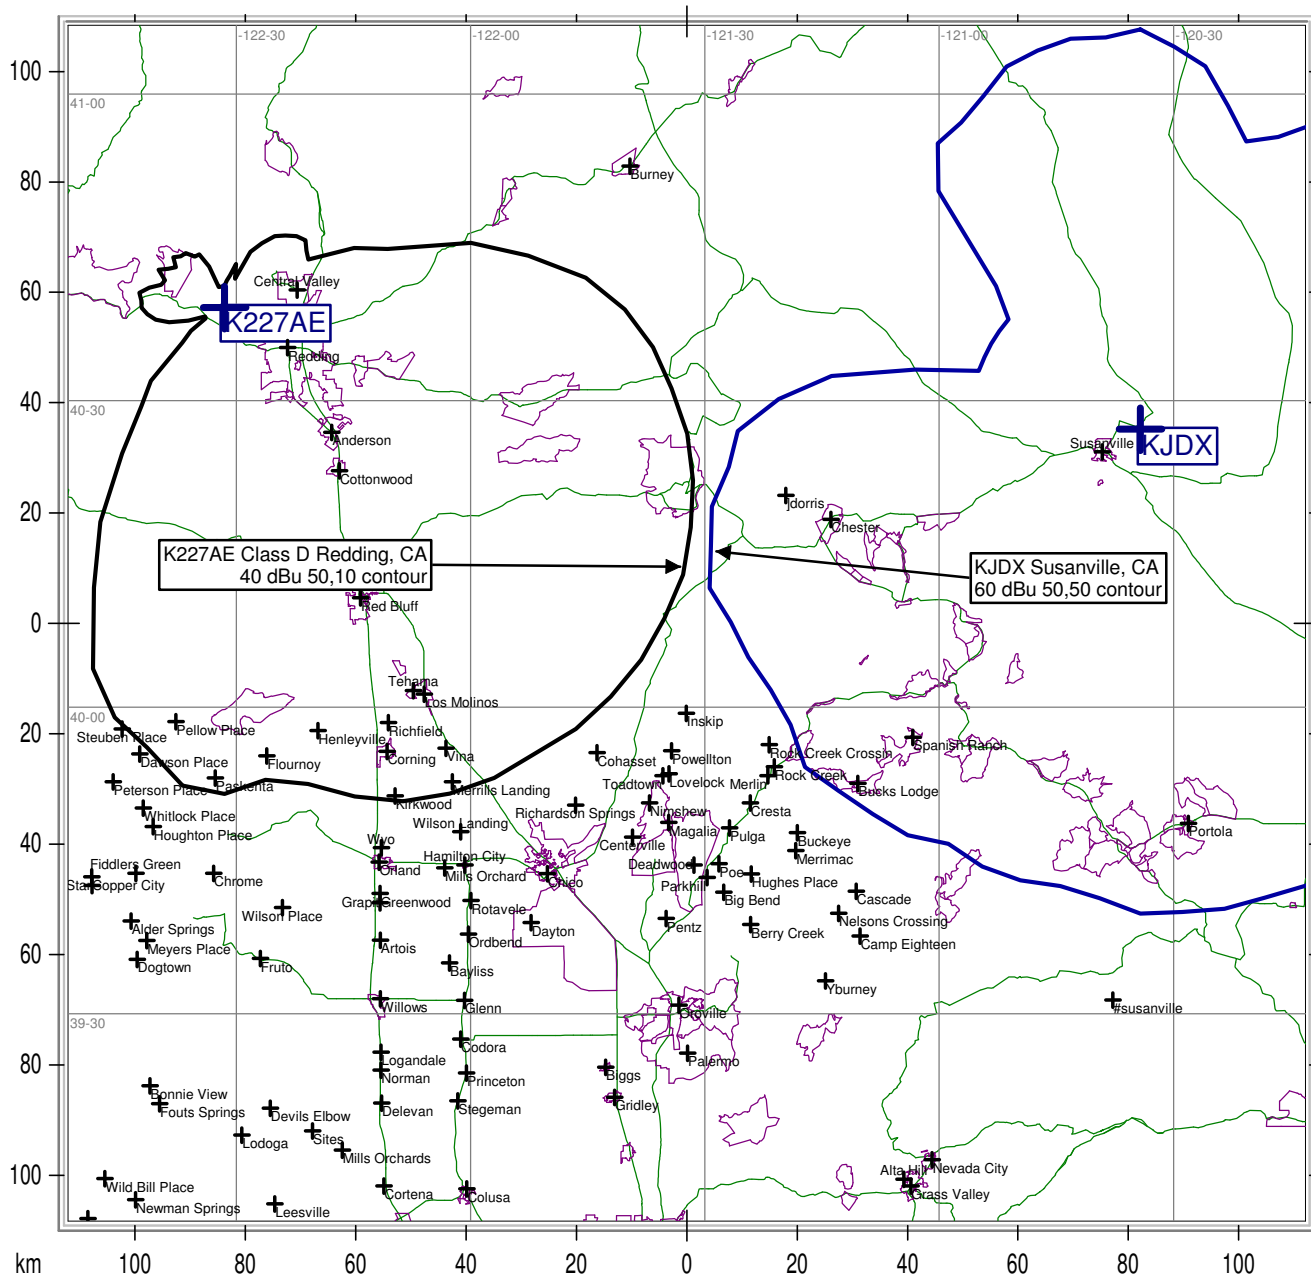 -122-30
-122-00
-121-30
-121-00
-120-30
100
41-00
Burney
80
60
Central Valley
K227AE
Redding
40
40-30
Anderson
Susanville
KJDX
Cottonwood
20
jdorris
Chester
K227AE Class D Redding, CA
40 dBu 50,10 contour
KJDX Susanville, CA
60 dBu 50,50 contour
Red Bluff
0
Tehama
Los Molinos
40-00
Inskip
20
Steuben Place
Pellow Place
Henleyville
Richfield
Corning
Vina
Dawson Place
Flournoy
Cohasset
Powellton
Rock Creek Crossin
Spanish Ranch
Peterson Place
Paskenta
Merrills Landing
Toadtown
Lovelock
Merlin
Rock Creek
Bucks Lodge
Kirkwood
Whitlock Place
Richardson Springs
Nimshew
Cresta
Houghton Place
Wilson Landing
Magalia
Pulga
Portola
Buckeye
40
Wyo
Centerville
Merrimac
Fiddlers Green
Orland
Hamilton City
Mills Orchard
Chico
Deadwood
Poe
Copper City
Chrome
Parkhill
Hughes Place
Grap
Greenwood
Big Bend
Cascade
Wilson Place
Rotavele
Nelsons Crossing
Alder Springs
Dayton
Pentz
Berry Creek
Meyers Place
Artois
Ordbend
Camp Eighteen
60
Dogtown
Fruto
Bayliss
Yburney
Willows
Glenn
Oroville
#susanville
39-30
Codora
Logandale
Palermo
80
Norman
Princeton
Biggs
Bonnie View
Fouts Springs
Devils Elbow
Delevan
Stegeman
Gridley
Lodoga
Sites
Mills Orchards
100
Wild Bill Place
Alta Hill
Nevada City
Newman Springs
Leesville
Cortena
Colusa
Grass Valley
km
100
80
60
40
20
0
20
40
60
80
100